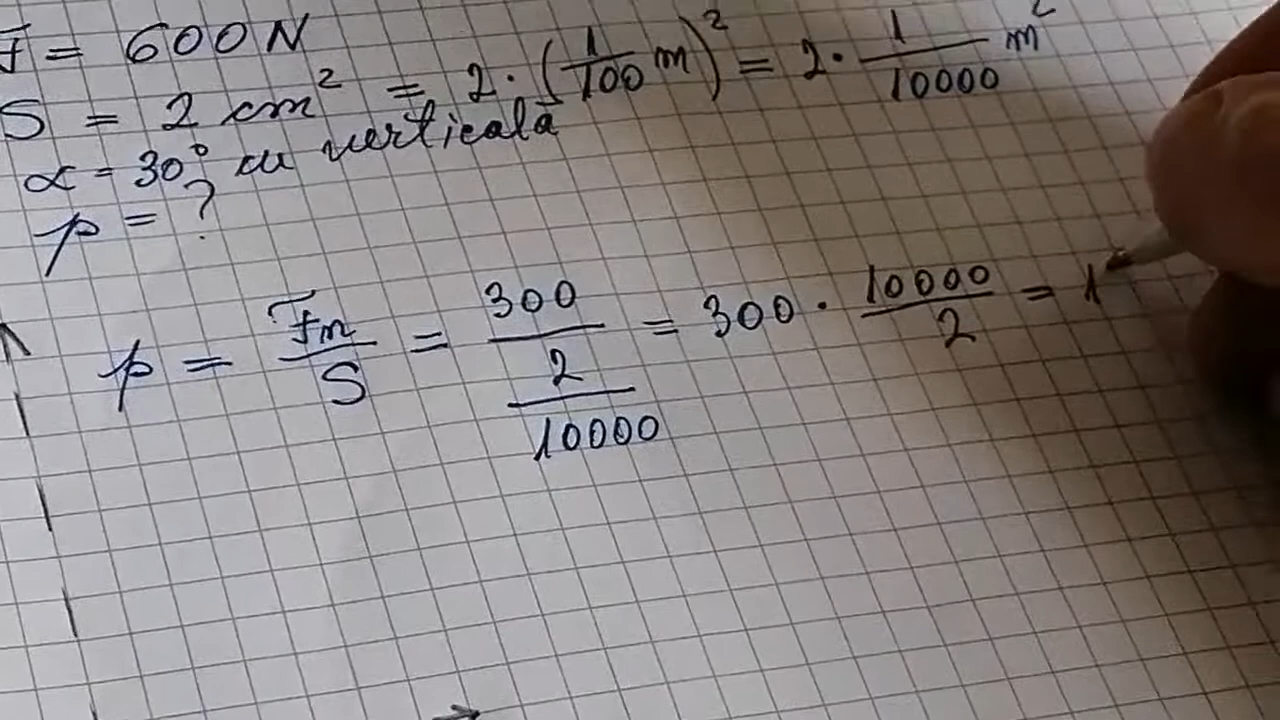 F = 600 N
S = 2 cm² = 2 · (1/100 m)² = 2 · 1/10000 m²
α = 30° cu verticală
p = ?
p = Fn/S = 300/(2/10000) = 300 · 10000/2 = 1